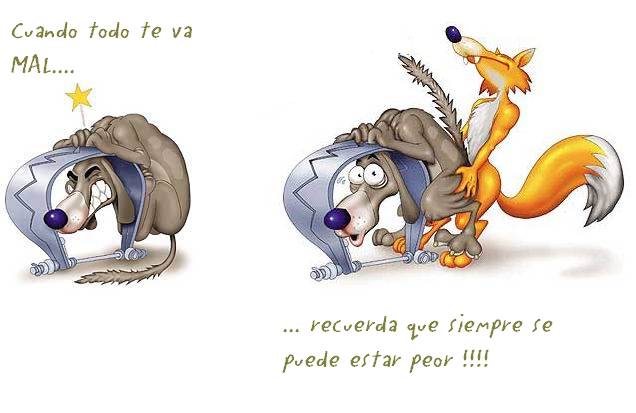 Cuando todo te va
MAL....
... recuerda que siempre se
puede estar peor !!!!